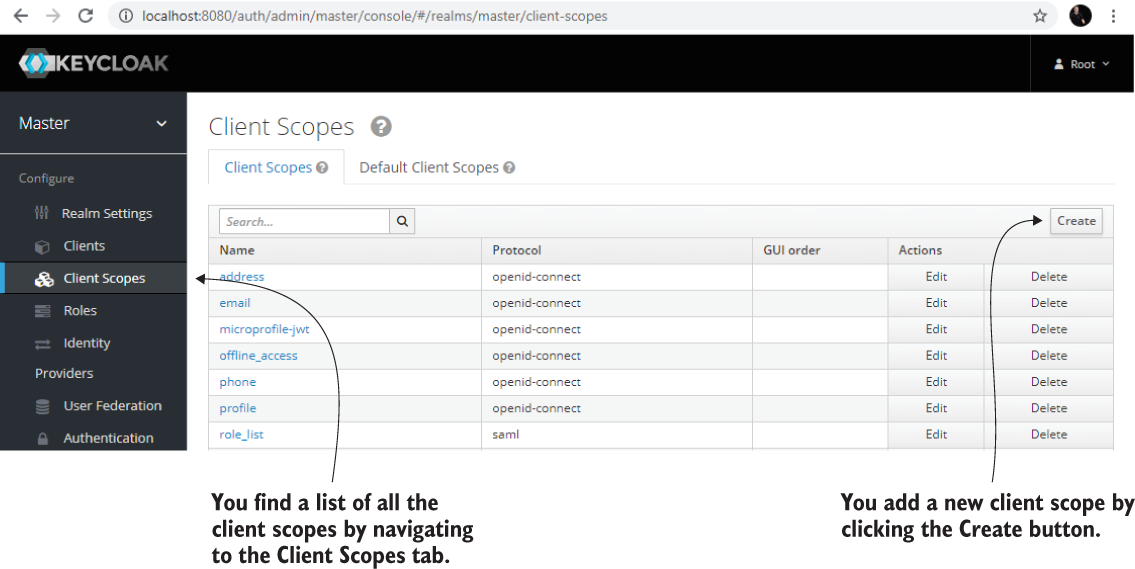 localhost:8080/auth/admin/master/console/#/realms/master/client-scopes
KEYCLOAK
Root
Master
Client Scopes
Client Scopes
Default Client Scopes
Configure
Realm Settings
Clients
Client Scopes
Roles
Identity
Providers
User Federation
Authentication
Search...
Create
Name Protocol GUI order Actions
address openid-connect Edit Delete
email openid-connect Edit Delete
microprofile-jwt openid-connect Edit Delete
offline_access openid-connect Edit Delete
phone openid-connect Edit Delete
profile openid-connect Edit Delete
role_list saml Edit Delete
You find a list of all the
client scopes by navigating
to the Client Scopes tab.
You add a new client scope by
clicking the Create button.